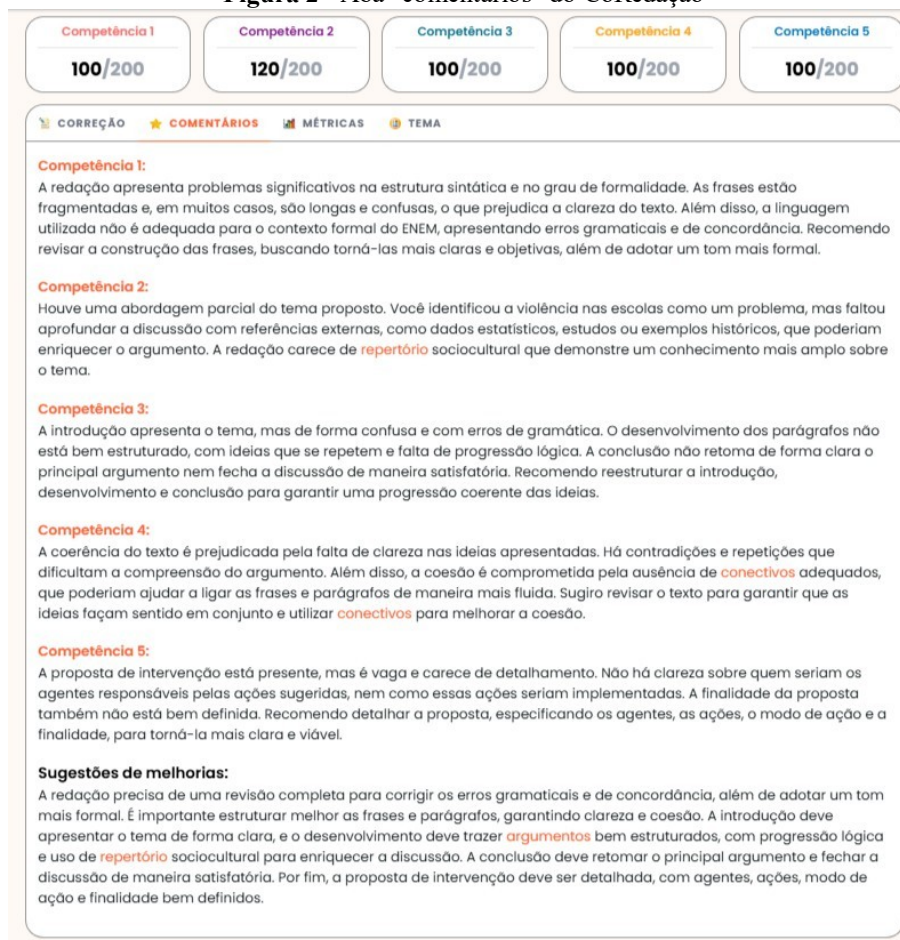 Figura 2 - Aba "comentários" do Corredação
Competência 1 Competência 2 Competência 3 Competência 4 Competência 5
100/200 120/200 100/200 100/200 100/200
CORREÇÃO COMENTÁRIOS MÉTRICAS TEMA
Competência 1:
A redação apresenta problemas significativos na estrutura sintática e no grau de formalidade. As frases estão
fragmentadas e, em muitos casos, são longas e confusas, o que prejudica a clareza do texto. Além disso, a linguagem
utilizada não é adequada para o contexto formal do ENEM, apresentando erros gramaticais e de concordância. Recomendo
revisar a construção das frases, buscando torná-las mais claras e objetivas, além de adotar um tom mais formal.
Competência 2:
Houve uma abordagem parcial do tema proposto. Você identificou a violência nas escolas como um problema, mas faltou
aprofundar a discussão com referências externas, como dados estatísticos, estudos ou exemplos históricos, que poderiam
enriquecer o argumento. A redação carece de repertório sociocultural que demonstre um conhecimento mais amplo sobre
o tema.
Competência 3:
A introdução apresenta o tema, mas de forma confusa e com erros de gramática. O desenvolvimento dos parágrafos não
está bem estruturado, com ideias que se repetem e falta de progressão lógica. A conclusão não retoma de forma clara o
principal argumento nem fecha a discussão de maneira satisfatória. Recomendo reestruturar a introdução,
desenvolvimento e conclusão para garantir uma progressão coerente das ideias.
Competência 4:
A coerência do texto é prejudicada pela falta de clareza nas ideias apresentadas. Há contradições e repetições que
dificultam a compreensão do argumento. Além disso, a coesão é comprometida pela ausência de conectivos adequados,
que poderiam ajudar a ligar as frases e parágrafos de maneira mais fluida. Sugiro revisar o texto para garantir que as
ideias façam sentido em conjunto e utilizar conectivos para melhorar a coesão.
Competência 5:
A proposta de intervenção está presente, mas é vaga e carece de detalhamento. Não há clareza sobre quem seriam os
agentes responsáveis pelas ações sugeridas, nem como essas ações seriam implementadas. A finalidade da proposta
também não está bem definida. Recomendo detalhar a proposta, especificando os agentes, as ações, o modo de ação e a
finalidade, para torná-la mais clara e viável.
Sugestões de melhorias:
A redação precisa de uma revisão completa para corrigir os erros gramaticais e de concordância, além de adotar um tom
mais formal. É importante estruturar melhor as frases e parágrafos, garantindo clareza e coesão. A introdução deve
apresentar o tema de forma clara, e o desenvolvimento deve trazer argumentos bem estruturados, com progressão lógica
e uso de repertório sociocultural para enriquecer a discussão. A conclusão deve retomar o principal argumento e fechar a
discussão de maneira satisfatória. Por fim, a proposta de intervenção deve ser detalhada, com agentes, ações, modo de
ação e finalidade bem definidos.